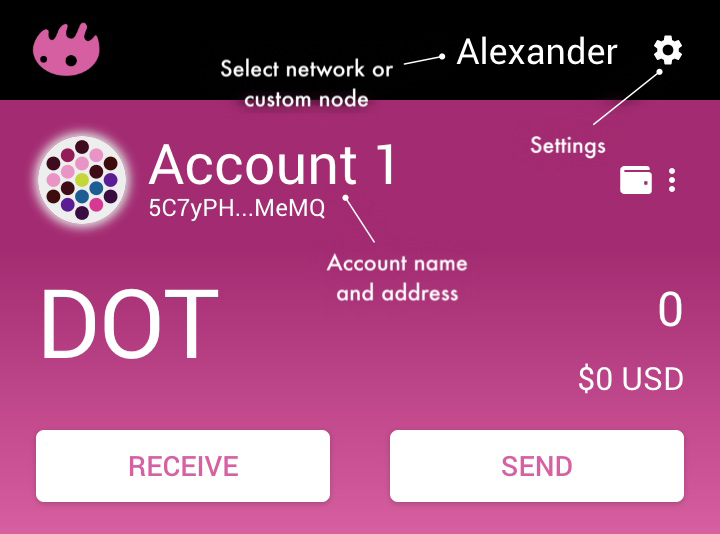 Alexander
Select network or
custom node
Settings
Account 1
5C7yPH...MeMQ
Account name
and address
DOT
0
$0 USD
RECEIVE
SEND